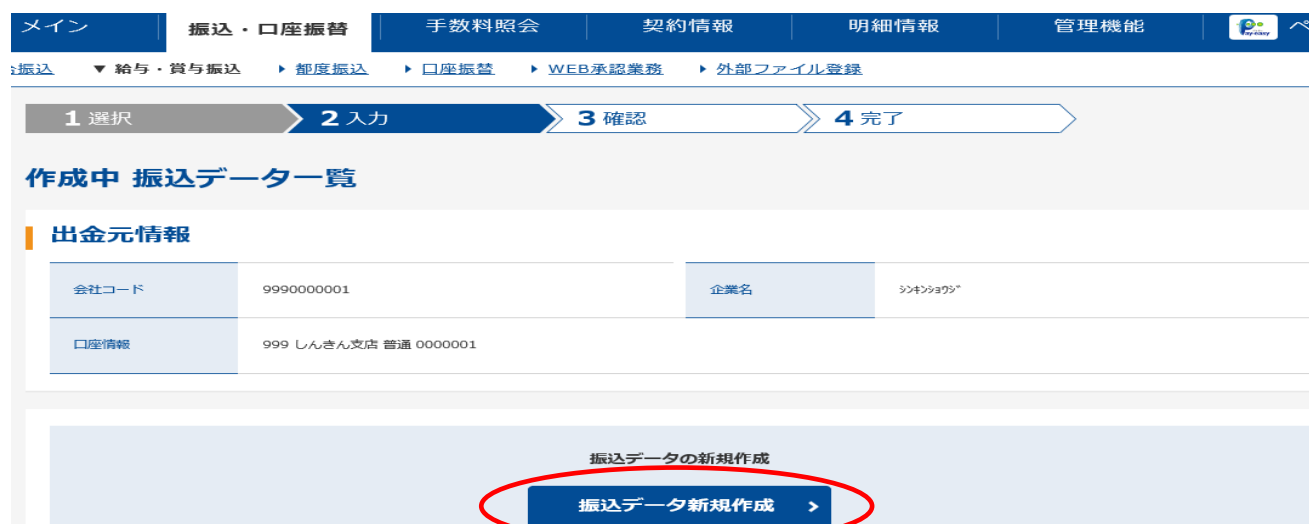 メイン 振込・口座振替 手数料照会 契約情報 明細情報 管理機能 Pay-easy ペ
振込 ▼ 給与・賞与振込 ▶ 都度振込 ▶ 口座振替 ▶ WEB承認業務 ▶ 外部ファイル登録
1 選択 2 入力 3 確認 4 完了
作成中 振込データ一覧
出金元情報
会社コード 9990000001 企業名 ｼﾝｷﾝｼｮｳｼﾞ
口座情報 999 しんきん支店 普通 0000001
振込データの新規作成
振込データ新規作成 >